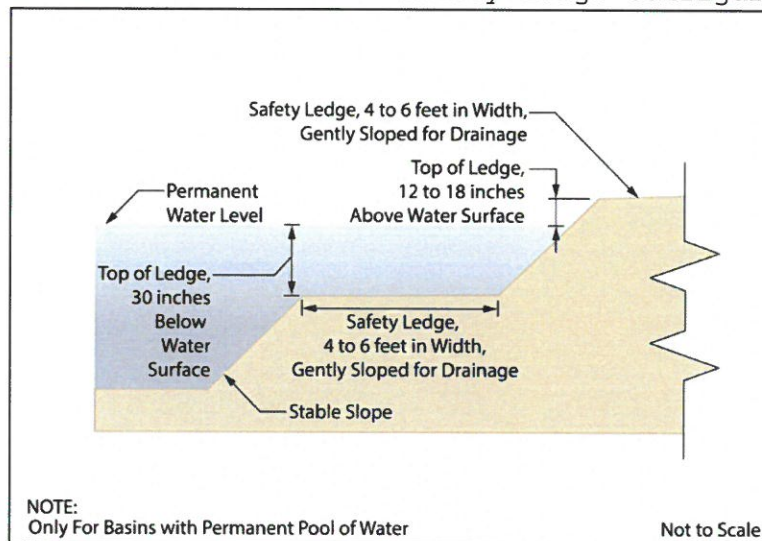 Safety Ledge, 4 to 6 feet in Width,
Gently Sloped for Drainage
Top of Ledge,
12 to 18 inches
Above Water Surface
Permanent
Water Level
Top of Ledge,
30 inches
Below
Water
Surface
Safety Ledge,
4 to 6 feet in Width,
Gently Sloped for Drainage
Stable Slope
NOTE:
Only For Basins with Permanent Pool of Water
Not to Scale